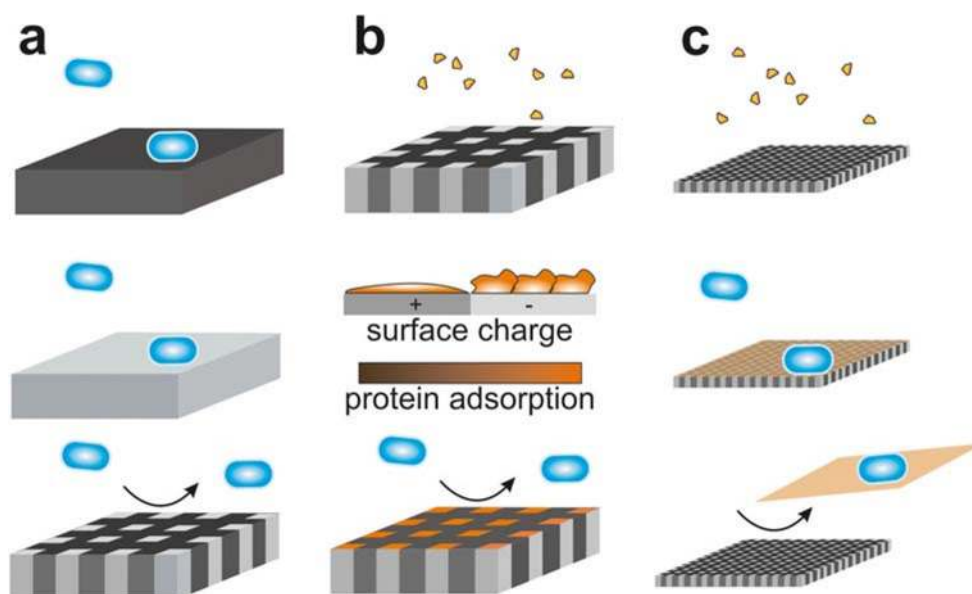 a
b
c
+ -
surface charge
protein adsorption